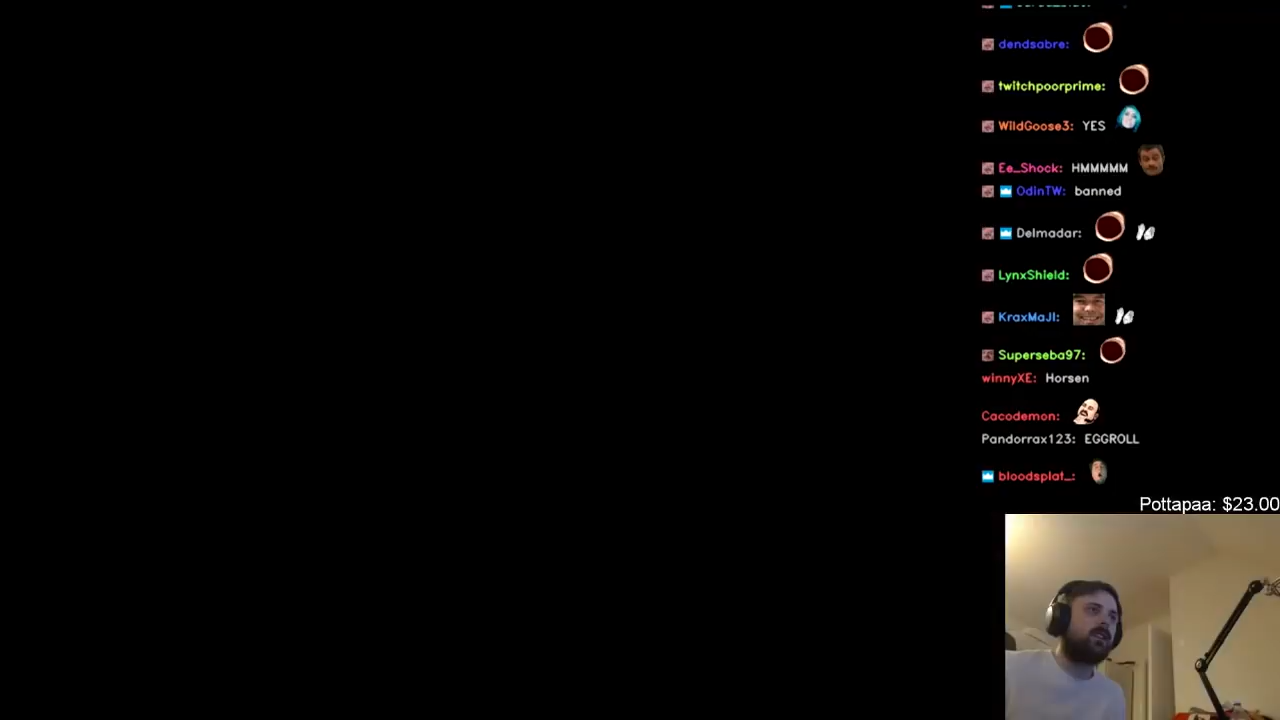 dendsabre:
twitchpoorprime:
WildGoose3: YES
Ee_Shock: HMMMMM
OdinTW: banned
Delmadar:
LynxShield:
KraxMaJI:
Superseba97:
winnyXE: Horsen
Cacodemon:
Pandorrax123: EGGROLL
bloodsplat_:
Pottapaa: $23.00